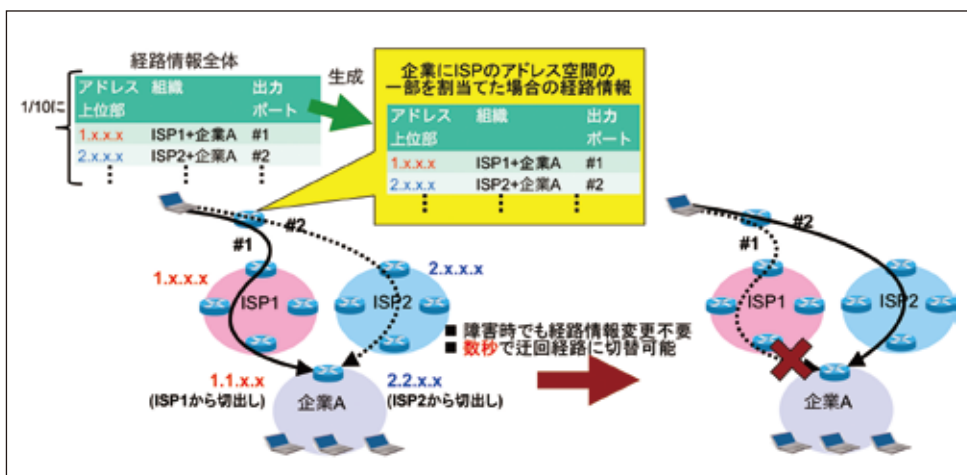 経路情報全体
1/10に
アドレス 組織 出力
上位部 ポート
1.x.x.x ISP1+企業A #1
2.x.x.x ISP2+企業A #2
生成
企業にISPのアドレス空間の
一部を割当てた場合の経路情報
アドレス 組織 出力
上位部 ポート
1.x.x.x ISP1+企業A #1
2.x.x.x ISP2+企業A #2
#2
#1
1.x.x.x
2.x.x.x
ISP1
ISP2
1.1.x.x
(ISP1から切出し)
2.2.x.x
(ISP2から切出し)
企業A
■ 障害時でも経路情報変更不要
■ 数秒で迂回経路に切替可能
#2
#1
ISP1
ISP2
企業A